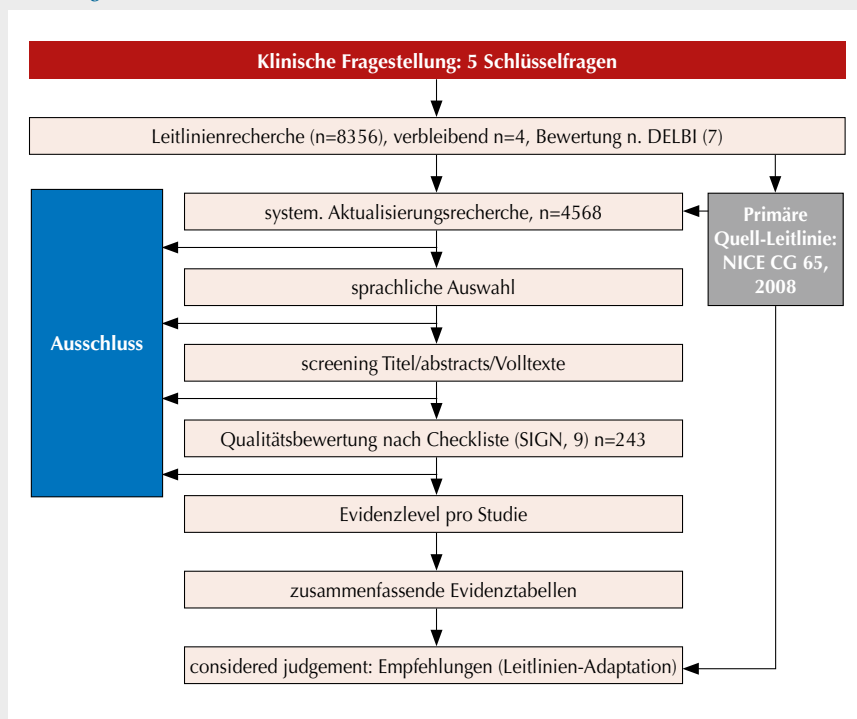 Klinische Fragestellung: 5 Schlüsselfragen
Leitlinienrecherche (n=8356), verbleibend n=4, Bewertung n. DELBI (7)
system. Aktualisierungsrecherche, n=4568
Primäre
Quell-Leitlinie:
NICE CG 65,
2008
sprachliche Auswahl
Ausschluss
screening Titel/abstracts/Volltexte
Qualitätsbewertung nach Checkliste (SIGN, 9) n=243
Evidenzlevel pro Studie
zusammenfassende Evidenztabellen
considered judgement: Empfehlungen (Leitlinien-Adaptation)